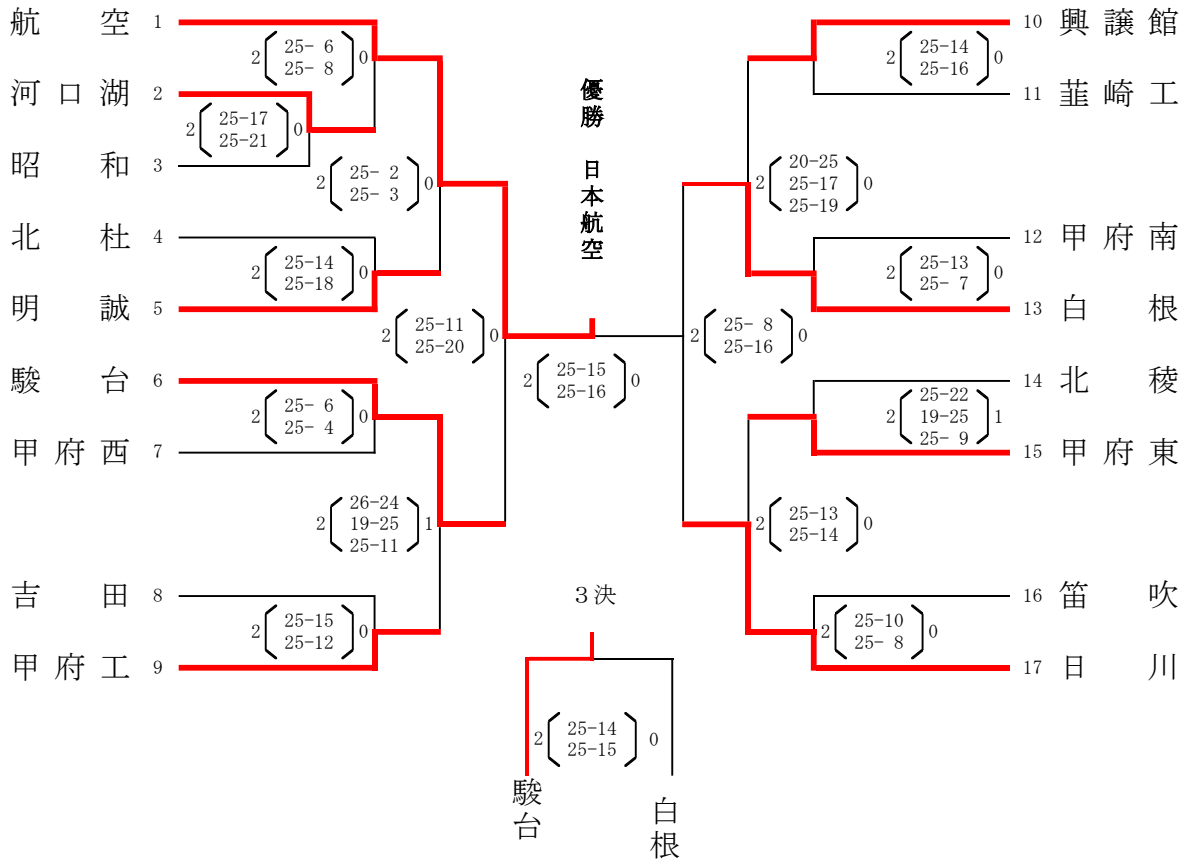 航空 1
2 25- 6 0
25- 8
河口湖 2
2 25-17 0
25-21
昭和 3
2 25- 2 0
25- 3
北杜 4
2 25-14 0
25-18
明誠 5
2 25-11 0
25-20
駿台 6
2 25- 6 0
25- 4
甲府西 7
26-24
2 19-25 1
25-11
吉田 8
2 25-15 0
25-12
甲府工 9
優勝 日本航空
2 25-15 0
25-16
3決
2 25-14 0
25-15
駿台
白根
10 興譲館
2 25-14 0
25-16
11 韮崎工
20-25
2 25-17 0
25-19
12 甲府南
2 25-13 0
25- 7
13 白根
2 25- 8 0
25-16
14 北稜
25-22
2 19-25 1
25- 9
15 甲府東
2 25-13 0
25-14
16 笛吹
2 25-10 0
25- 8
17 日川